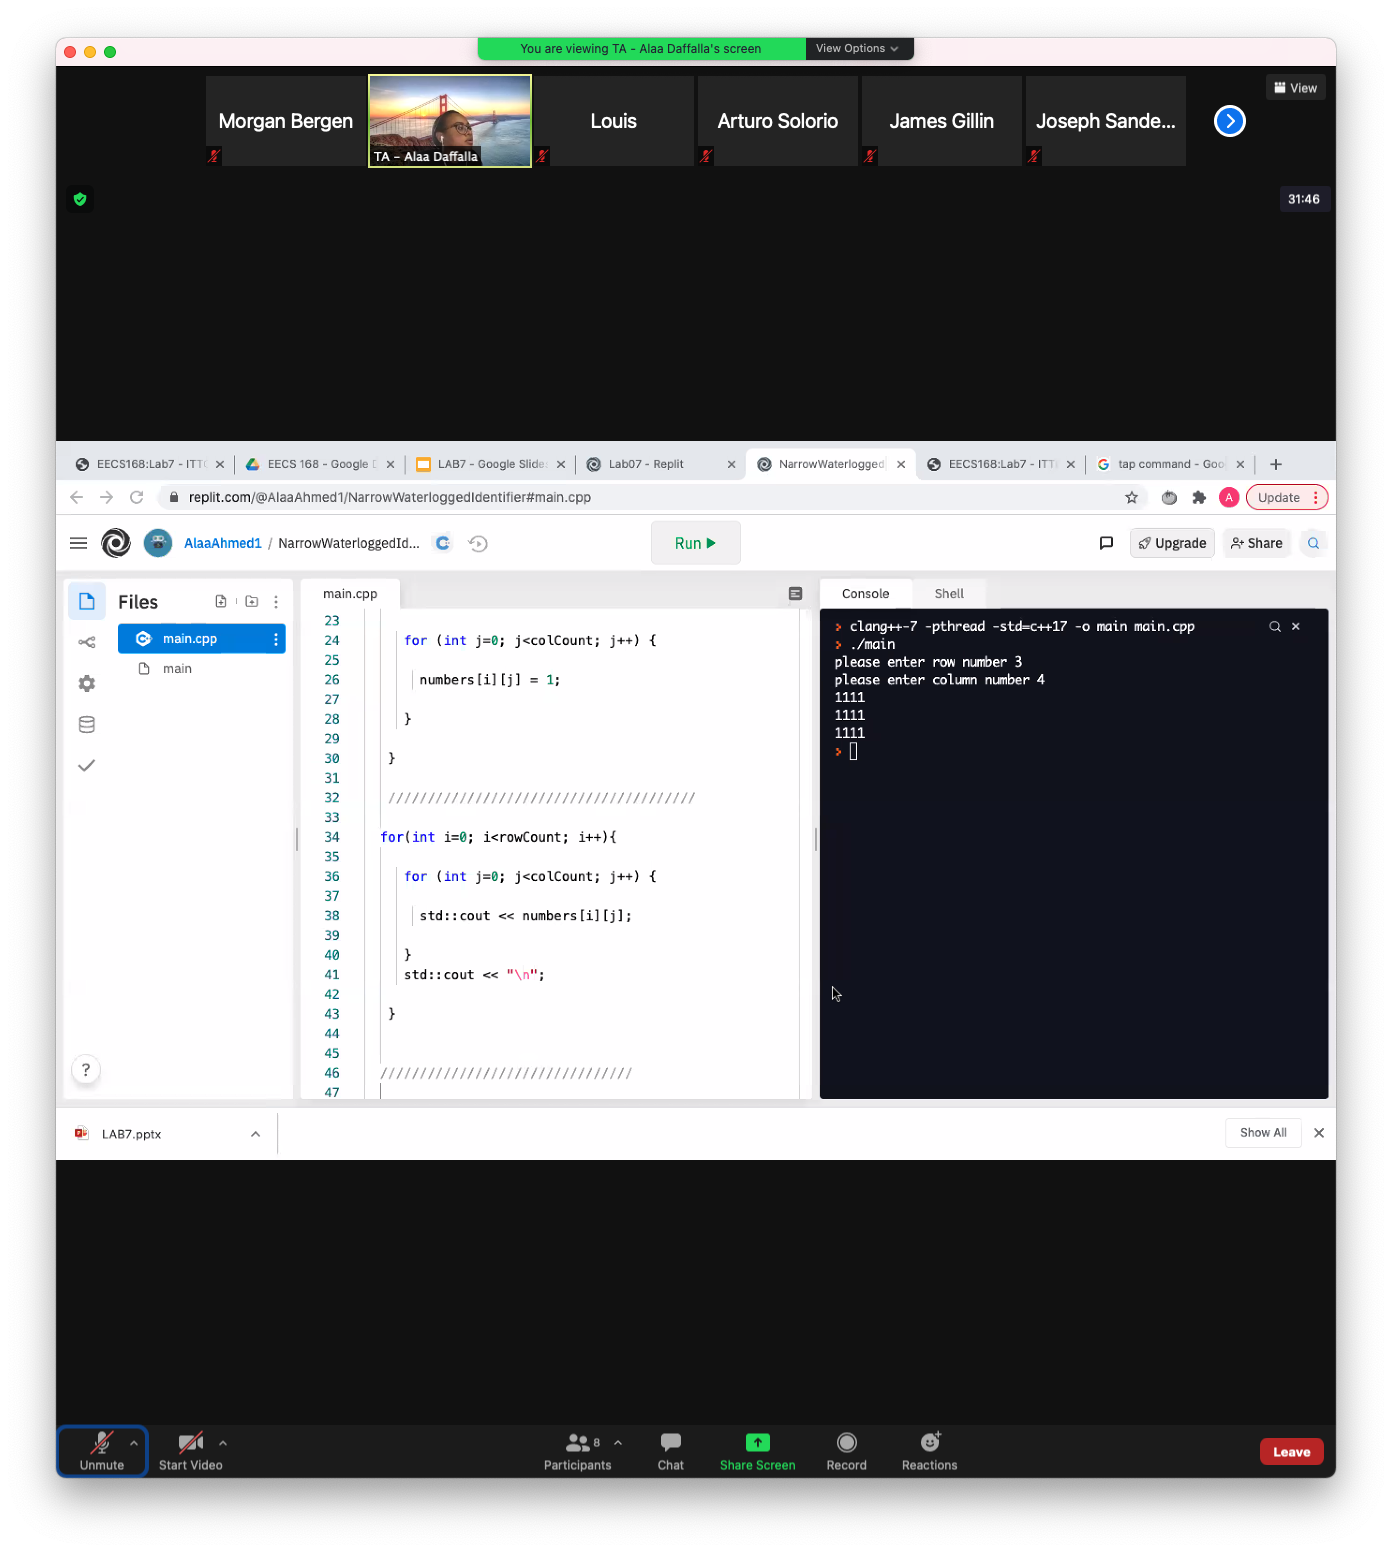 You are viewing TA - Alaa Daffalla's screen View Options
View
Morgan Bergen
TA - Alaa Daffalla
Louis
Arturo Solorio
James Gillin
Joseph Sande...
31:46
EECS168:Lab7 - ITT
EECS 168 - Google
LAB7 - Google Slide
Lab07 - Replit
NarrowWaterlogged
EECS168:Lab7 - ITT
tap command - Goo
replit.com/@AlaaAhmed1/NarrowWaterloggedIdentifier#main.cpp
A
Update
AlaaAhmed1 / NarrowWaterloggedId...
Run
Upgrade
Share
Files
main.cpp
main
main.cpp
23
24 for (int j=0; j<colCount; j++) {
25
26 numbers[i][j] = 1;
27
28 }
29
30 }
31
32 ///////////////////////////////////////
33
34 for(int i=0; i<rowCount; i++){
35
36 for (int j=0; j<colCount; j++) {
37
38 std::cout << numbers[i][j];
39
40 }
41 std::cout << "\n";
42
43 }
44
45
46 ////////////////////////////////
47
Console Shell
clang++-7 -pthread -std=c++17 -o main main.cpp
./main
please enter row number 3
please enter column number 4
1111
1111
1111
?
LAB7.pptx
Show All
Unmute
Start Video
8
Participants
Chat
Share Screen
Record
Reactions
Leave